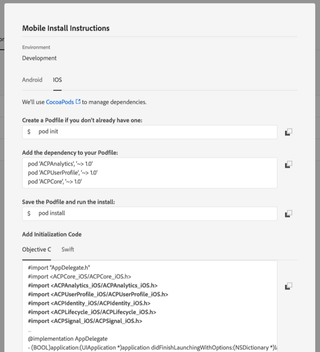 Mobile Install Instructions
Environment
Development
Android IOS
We'll use CocoaPods to manage dependencies.
Create a Podfile if you don't already have one:
$ pod init
Add the dependency to your Podfile:
pod 'ACPAnalytics', '~> 1.0'
pod 'ACPUserProfile', '~> 1.0'
pod 'ACPCore', '~> 1.0'
Save the Podfile and run the install:
$ pod install
Add Initialization Code
Objective C Swift
#import "AppDelegate.h"
#import <ACPCore_iOS/ACPCore_iOS.h>
#import <ACPAnalytics_iOS/ACPAnalytics_iOS.h>
#import <ACPUserProfile_iOS/ACPUserProfile_iOS.h>
#import <ACPIdentity_iOS/ACPIdentity_iOS.h>
#import <ACPLifecycle_iOS/ACPLifecycle_iOS.h>
#import <ACPSignal_iOS/ACPSignal_iOS.h>
...
@implementation AppDelegate
- (BOOL)application:(UIApplication *)application didFinishLaunchingWithOptions:(NSDictionary *)l